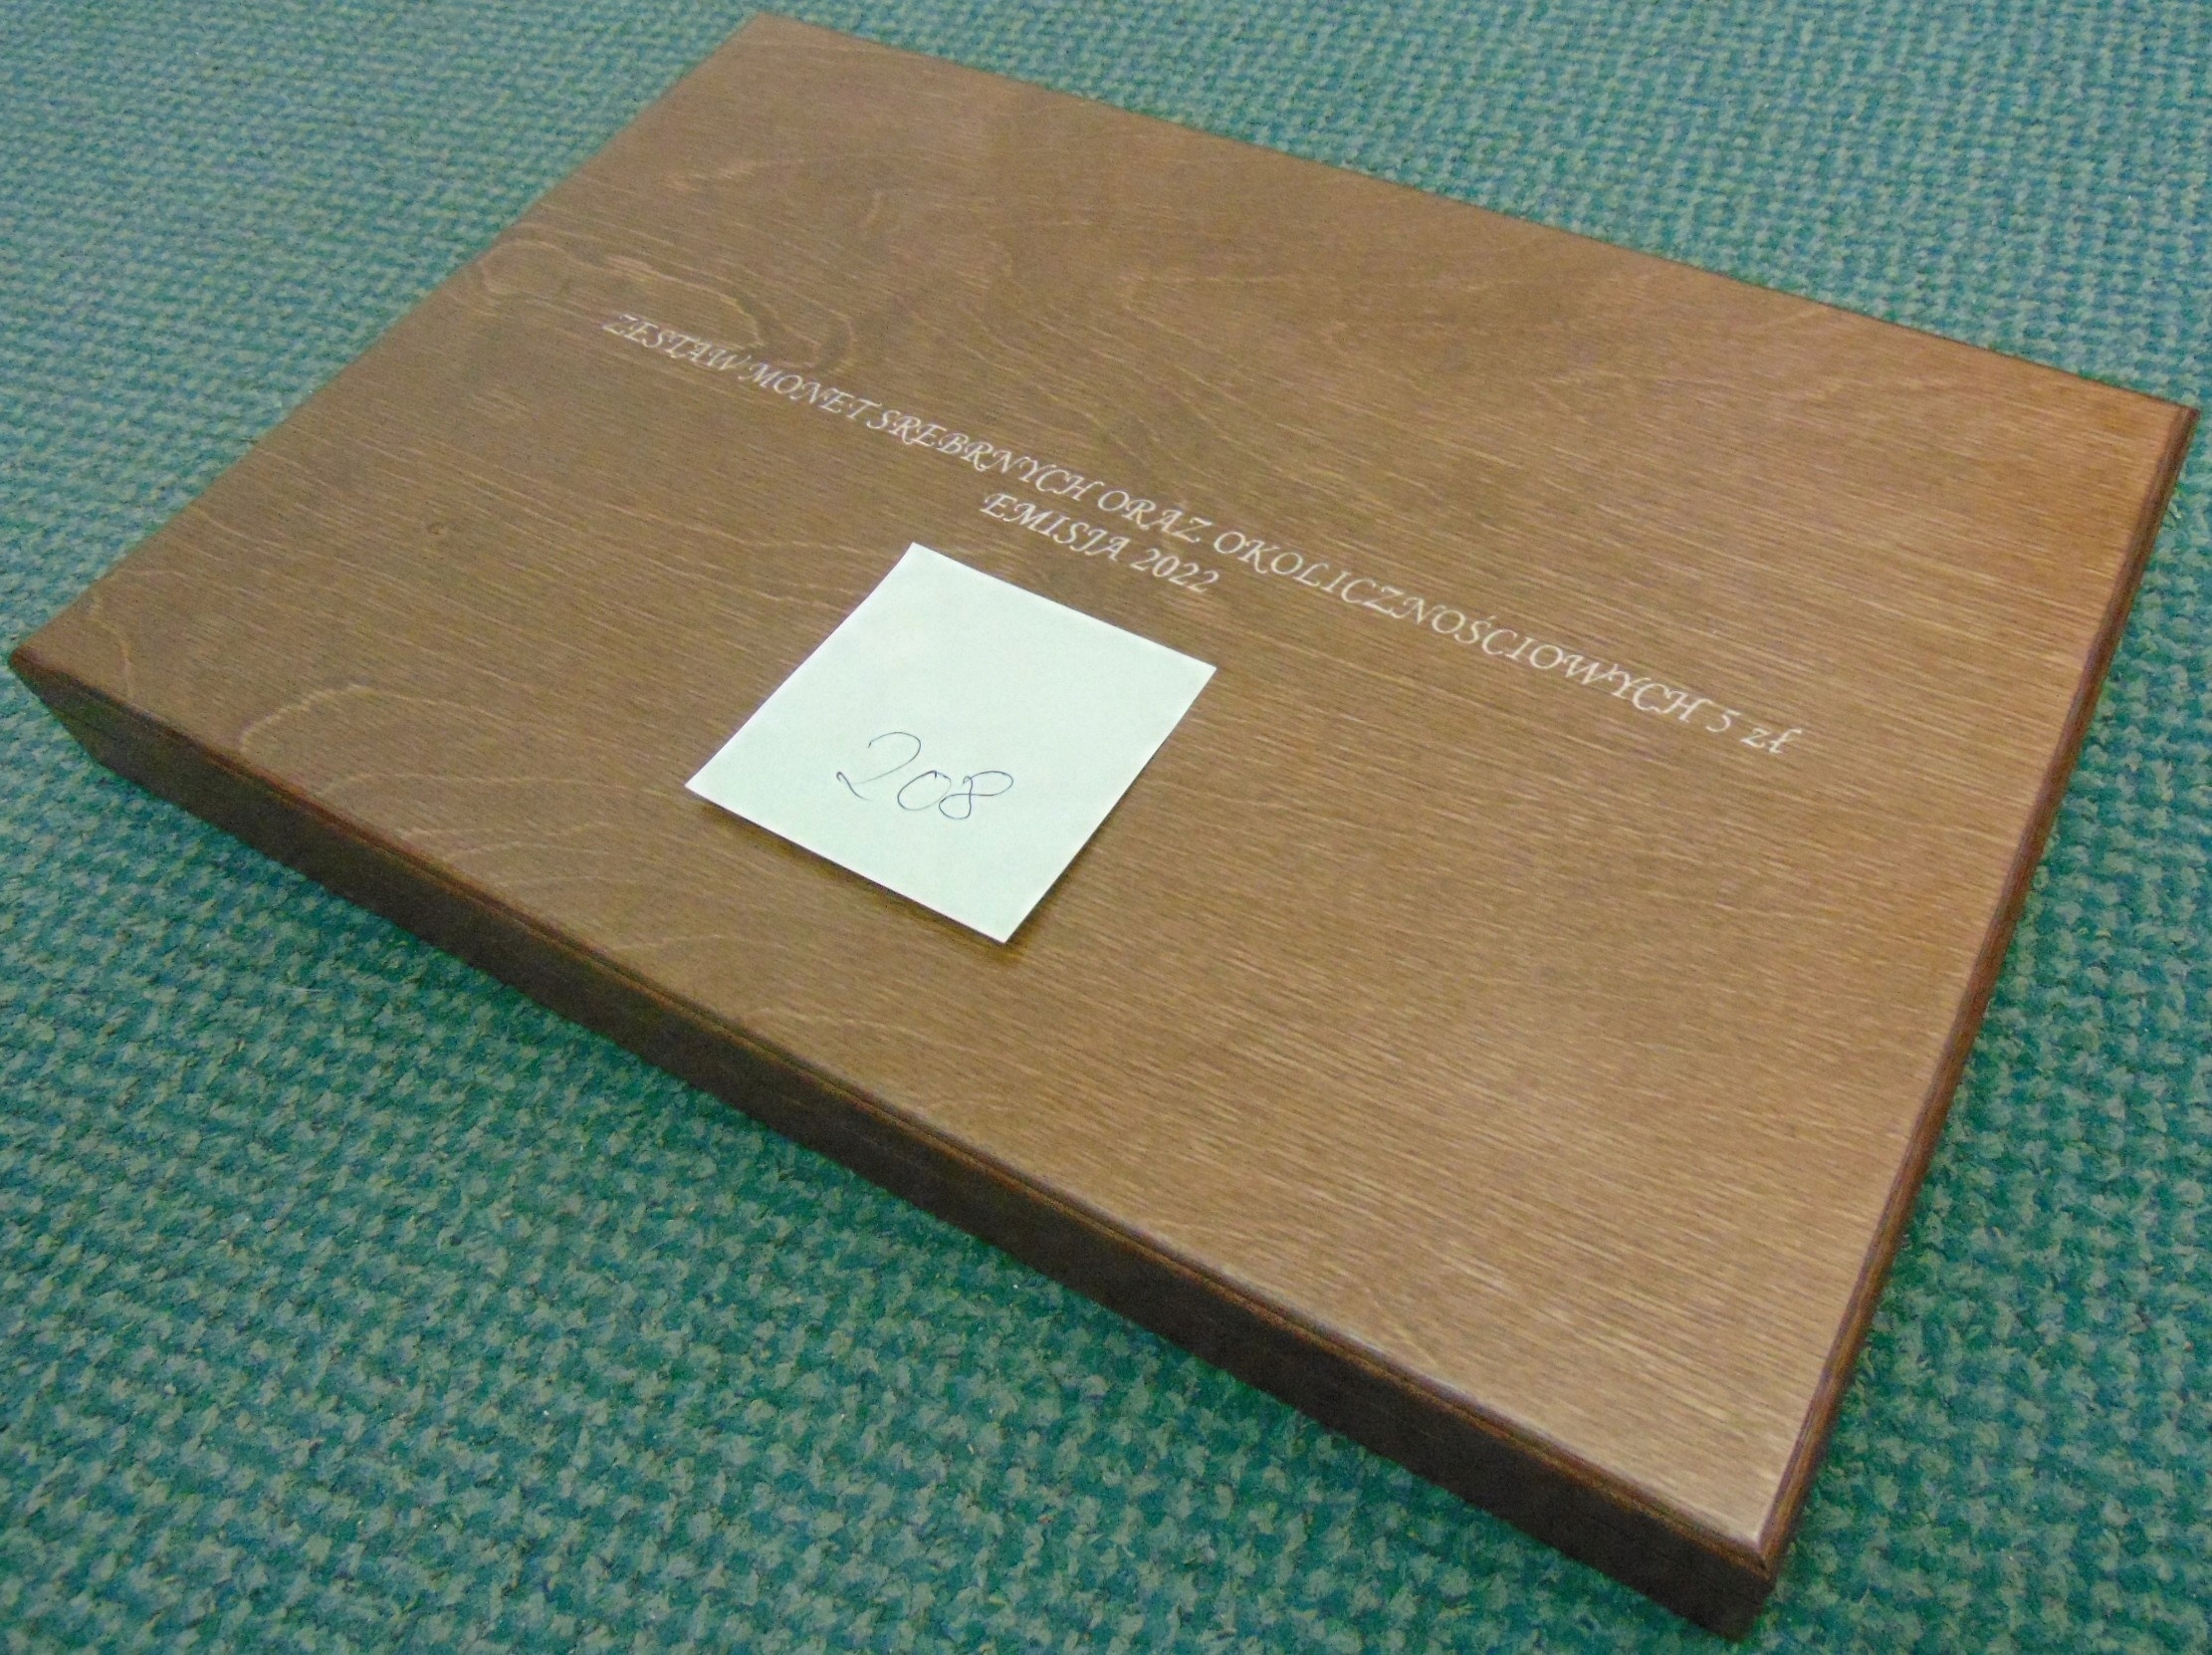 ZESTAW MONET SREBRNYCH ORAZ OKOLICZNOŚCIOWYCH 5 zł
EMISJA 2022
208